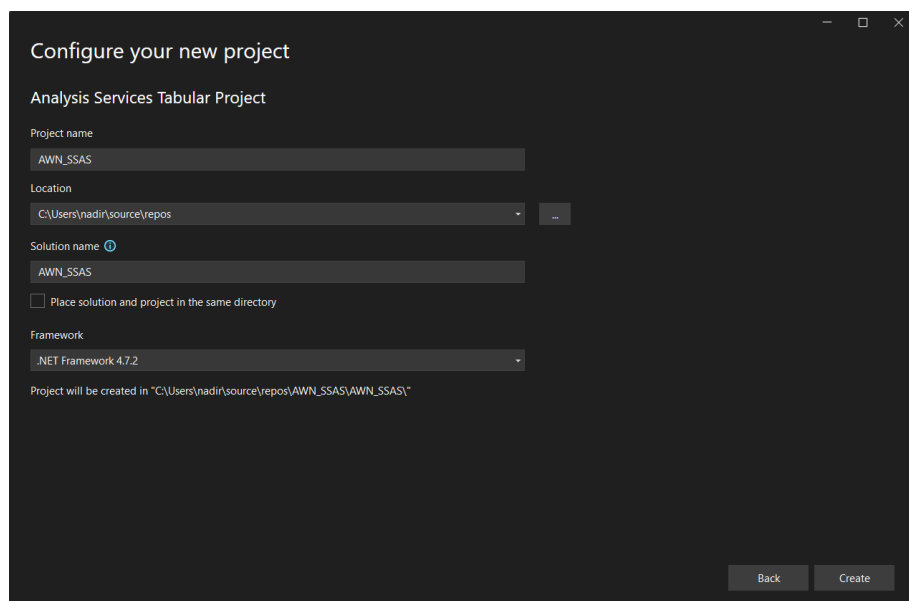 Configure your new project
Analysis Services Tabular Project
Project name
AWN_SSAS
Location
C:\Users\nadir\source\repos
...
Solution name
AWN_SSAS
Place solution and project in the same directory
Framework
.NET Framework 4.7.2
Project will be created in "C:\Users\nadir\source\repos\AWN_SSAS\AWN_SSAS\"
Back
Create